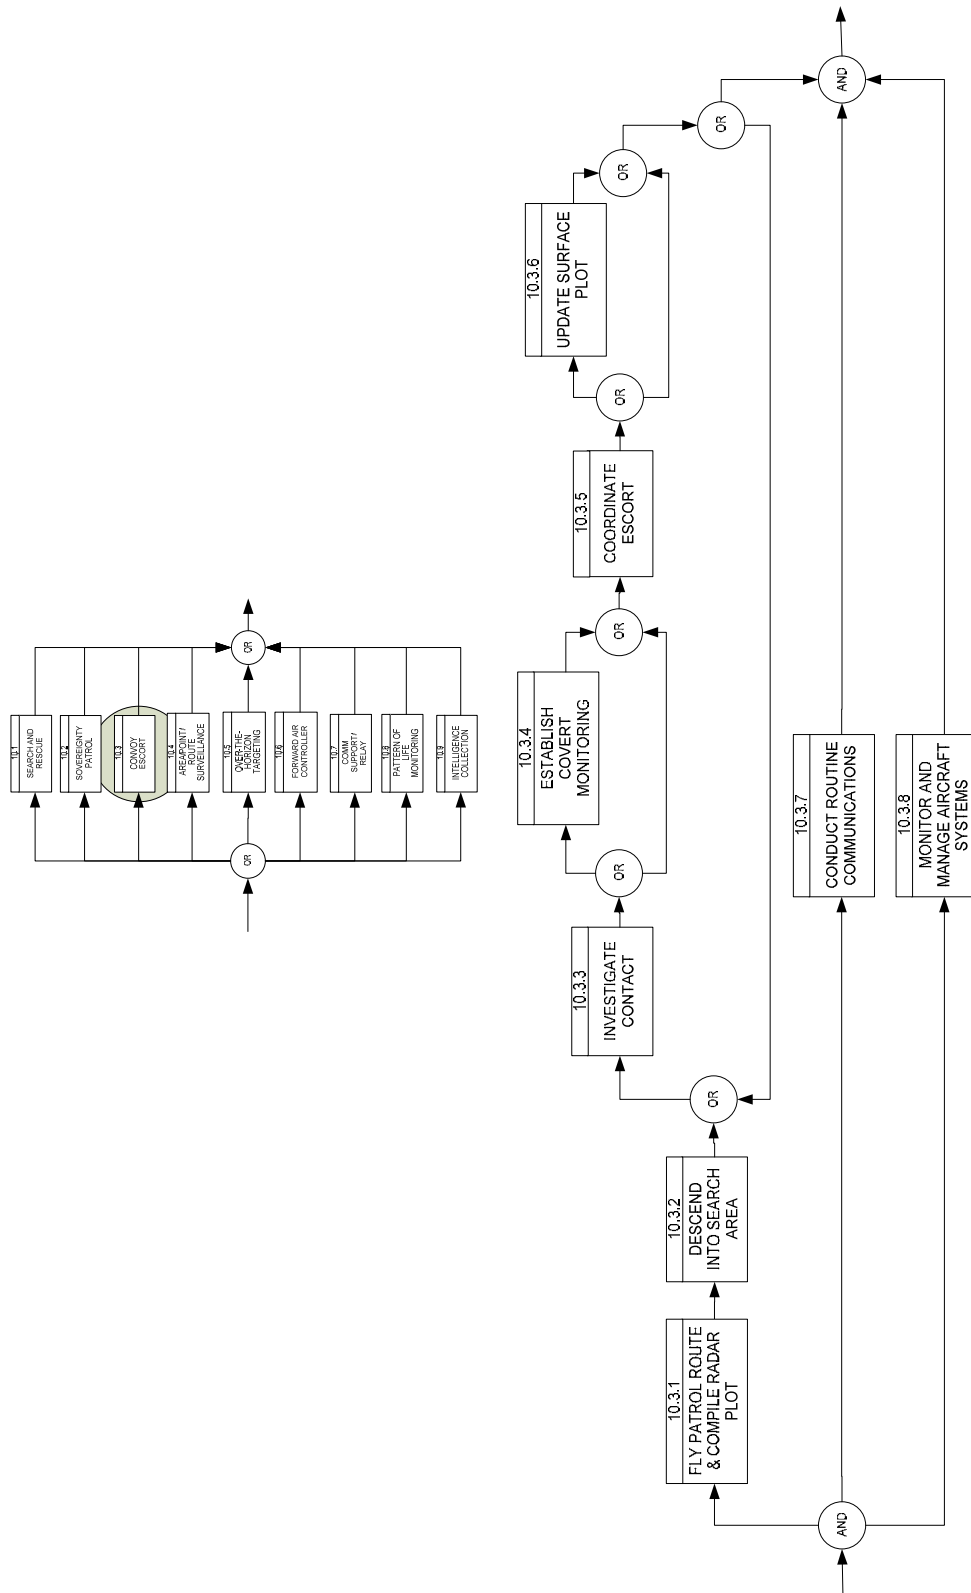 10.1
SEARCH AND
RESCUE
10.2
SOVEREIGNTY
PATROL
10.3
CONVOY
ESCORT
10.4
AREAPOINT/
ROUTE
SURVEILLANCE
OR
10.5
OVER-THE-
HORIZON
TARGETING
OR
10.6
FORWARD AIR
CONTROLLER
10.7
COMM
SUPPORT/
RELAY
10.8
PATTERN OF
LIFE
MONITORING
10.9
INTELLIGENCE
COLLECTION
AND
10.3.1
FLY PATROL ROUTE
& COMPILE RADAR
PLOT
10.3.2
DESCEND
INTO SEARCH
AREA
OR
10.3.3
INVESTIGATE
CONTACT
OR
10.3.4
ESTABLISH
COVERT
MONITORING
OR
10.3.5
COORDINATE
ESCORT
OR
10.3.6
UPDATE SURFACE
PLOT
OR
OR
AND
10.3.7
CONDUCT ROUTINE
COMMUNICATIONS
10.3.8
MONITOR AND
MANAGE AIRCRAFT
SYSTEMS